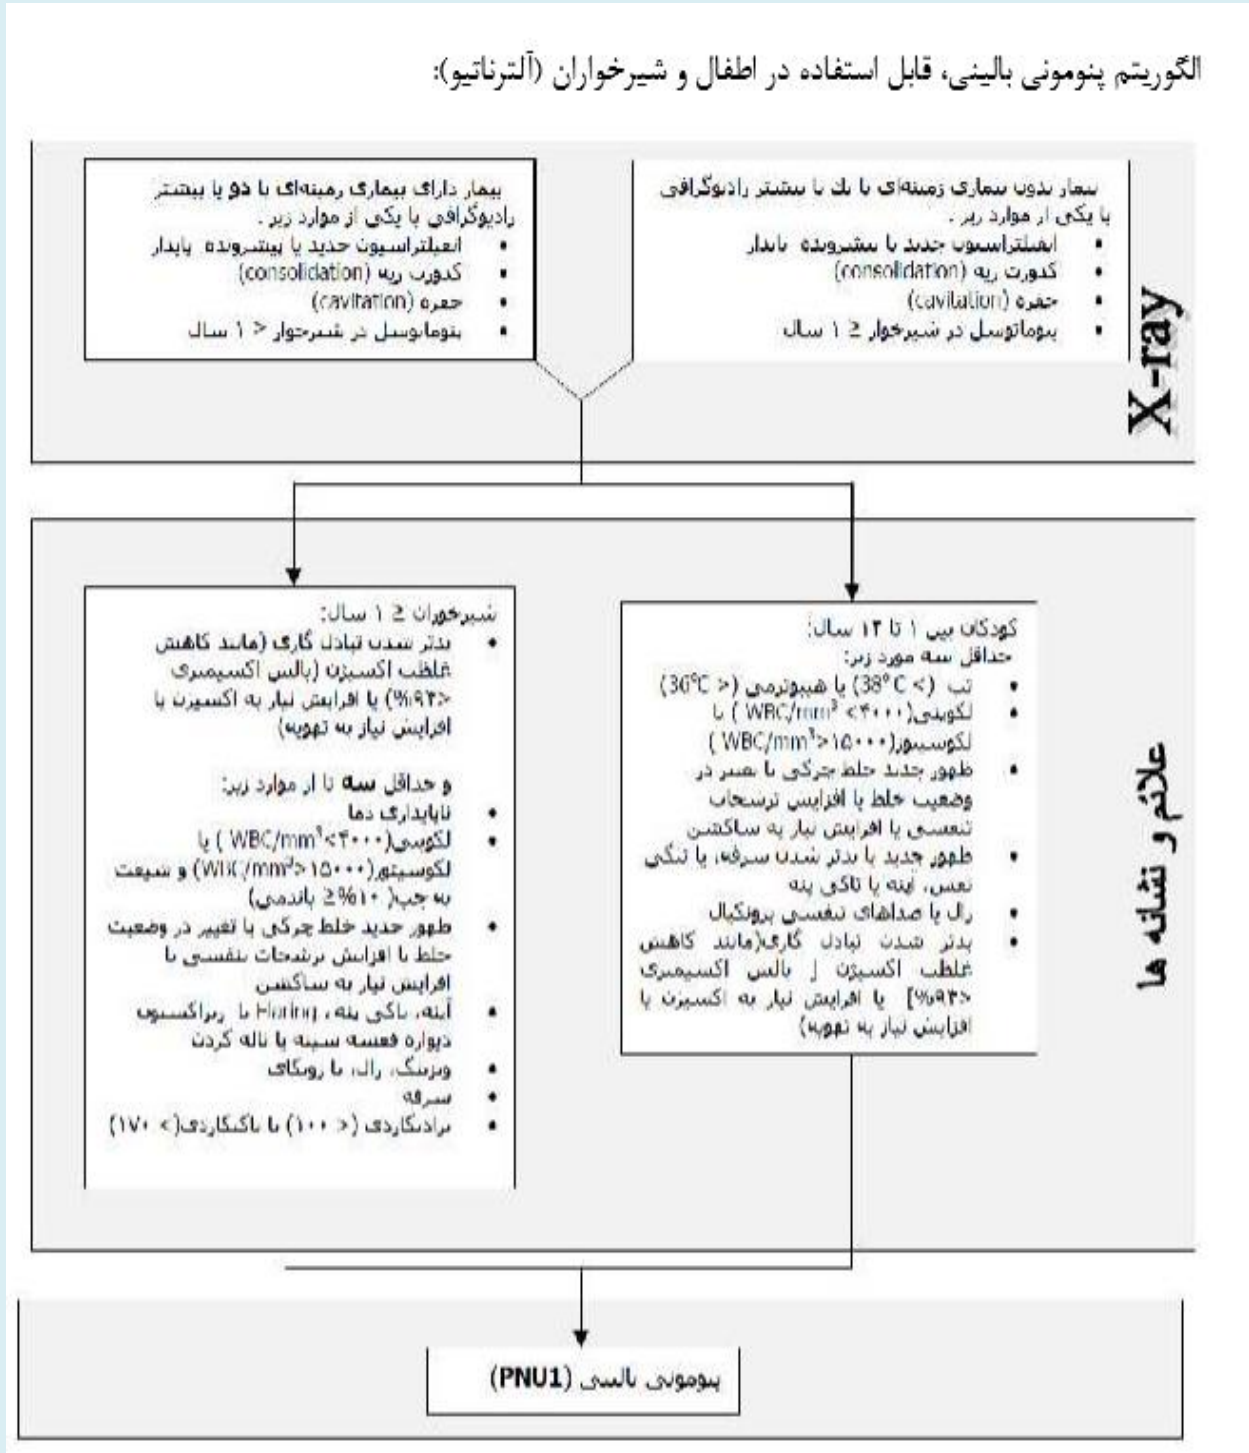 الگوریتم پنومونی بالینی، قابل استفاده در اطفال و شیرخواران (آلترناتیو):
بیمار بدون بیماری زمینه‌ای با یك یا بیشتر رادیوگرافی
با یکی از موارد زیر .
انفیلتراسیون جدید یا پیشرونده پایدار
کدورت ریه (consolidation)
حفره (cavitation)
پنوماتوسل در شیرخوار ≤ ۱ سال
بیمار دارای بیماری زمینه‌ای با دو یا بیشتر
رادیوگرافی با یکی از موارد زیر .
انفیلتراسیون جدید یا پیشرونده پایدار
کدورت ریه (consolidation)
حفره (cavitation)
پنوماتوسل در شیرخوار < ۱ سال
X-ray
کودکان بین ۱ تا ۱۲ سال:
حداقل سه مورد زیر:
تب (> 38°C) یا هیپوترمی (< 36°C)
لکوپنی(۴۰۰۰> WBC/mm³ ) یا
لکوسیتوز(۱۵۰۰۰<WBC/mm³ )
ظهور جدید خلط چرکی یا تغییر در
وضعیت خلط یا افزایش ترشحات
تنفسی یا افزایش نیاز به ساکشن
ظهور جدید یا بدتر شدن سرفه، یا تنگی
نفس، آپنه یا تاکی پنه
رال یا صداهای تنفسی برونکیال
بدتر شدن تبادل گازی(مانند کاهش
غلظت اکسیژن [ پالس اکسیمتری
<۹۴%] یا افزایش نیاز به اکسیژن یا
افزایش نیاز به تهویه)
شیرخوران ≤ ۱ سال:
بدتر شدن تبادل گازی (مانند کاهش
غلظت اکسیژن (پالس اکسیمتری
<۹۴%) یا افزایش نیاز به اکسیژن یا
افزایش نیاز به تهویه)
و حداقل سه تا از موارد زیر:
ناپایداری دما
لکوپنی(۴۰۰۰> WBC/mm³ ) یا
لکوسیتوز(۱۵۰۰۰<WBC/mm³) و شیفت
به چپ( ۱۰%≤ باندمی)
ظهور جدید خلط چرکی یا تغییر در وضعیت
خلط یا افزایش ترشحات تنفسی یا
افزایش نیاز به ساکشن
آپنه، تاکی پنه، Flaring یا رتراکسیون
دیواره قفسه سینه یا ناله کردن
ویزینگ، رال، یا رونکای
سرفه
برادیکاردی (< ۱۰۰) یا تاکیکاردی(> ۱۷۰)
علائم و نشانه ها
پنومونی بالینی (PNU1)